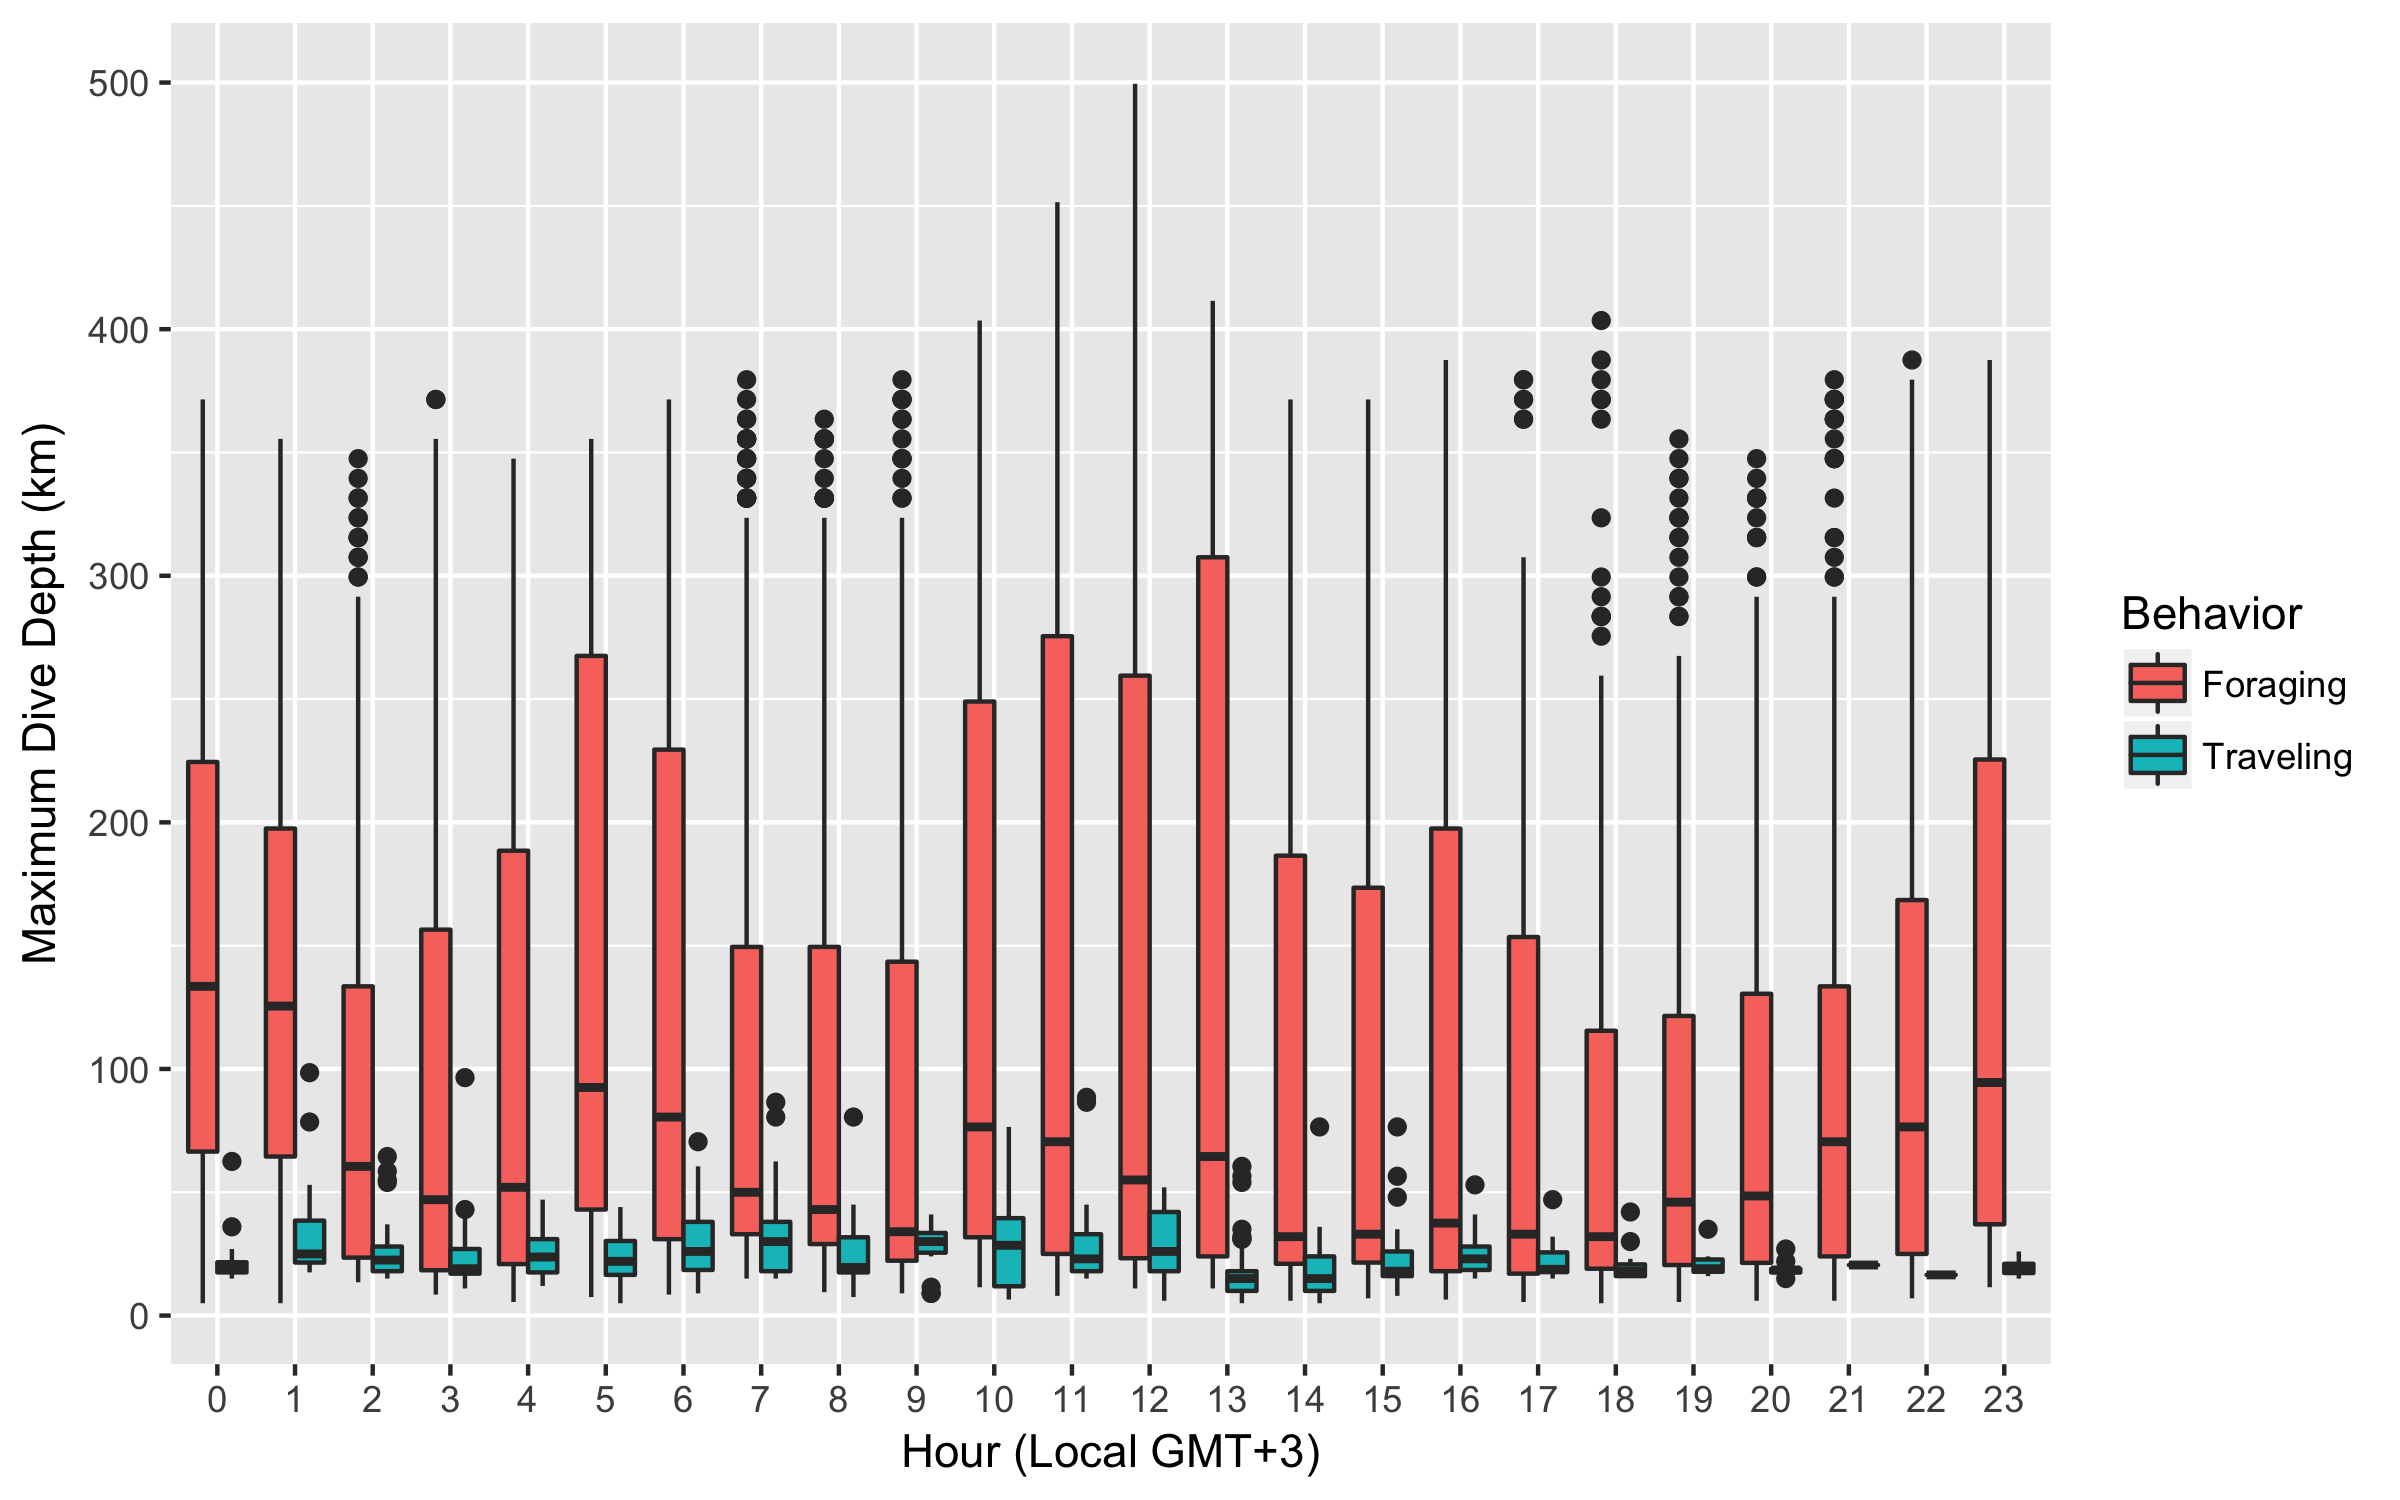 Maximum Dive Depth (km)
500
400
300
200
100
0
0 1 2 3 4 5 6 7 8 9 10 11 12 13 14 15 16 17 18 19 20 21 22 23
Hour (Local GMT+3)
Behavior
Foraging
Traveling